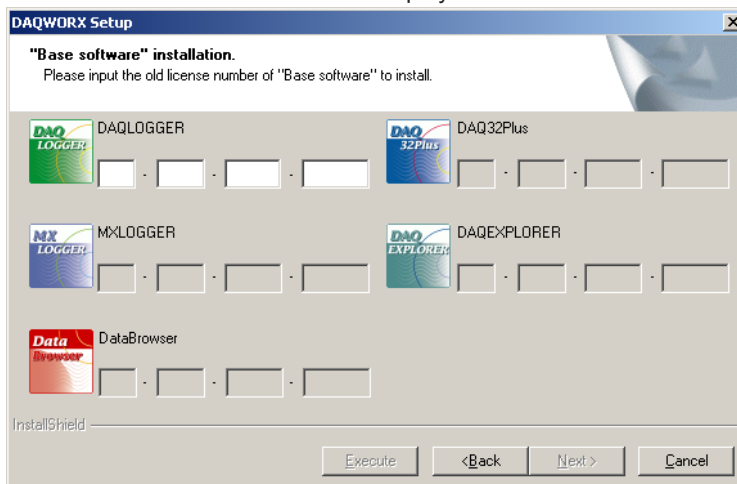 DAQWORX Setup
"Base software" installation.
Please input the old license number of "Base software" to install.
DAQ
LOGGER
DAQLOGGER
- - -
DAQ
32Plus
DAQ32Plus
- - -
MX
LOGGER
MXLOGGER
- - -
DAQ
EXPLORER
DAQEXPLORER
- - -
Data
Browser
DataBrowser
- - -
InstallShield
Execute
<Back
Next >
Cancel